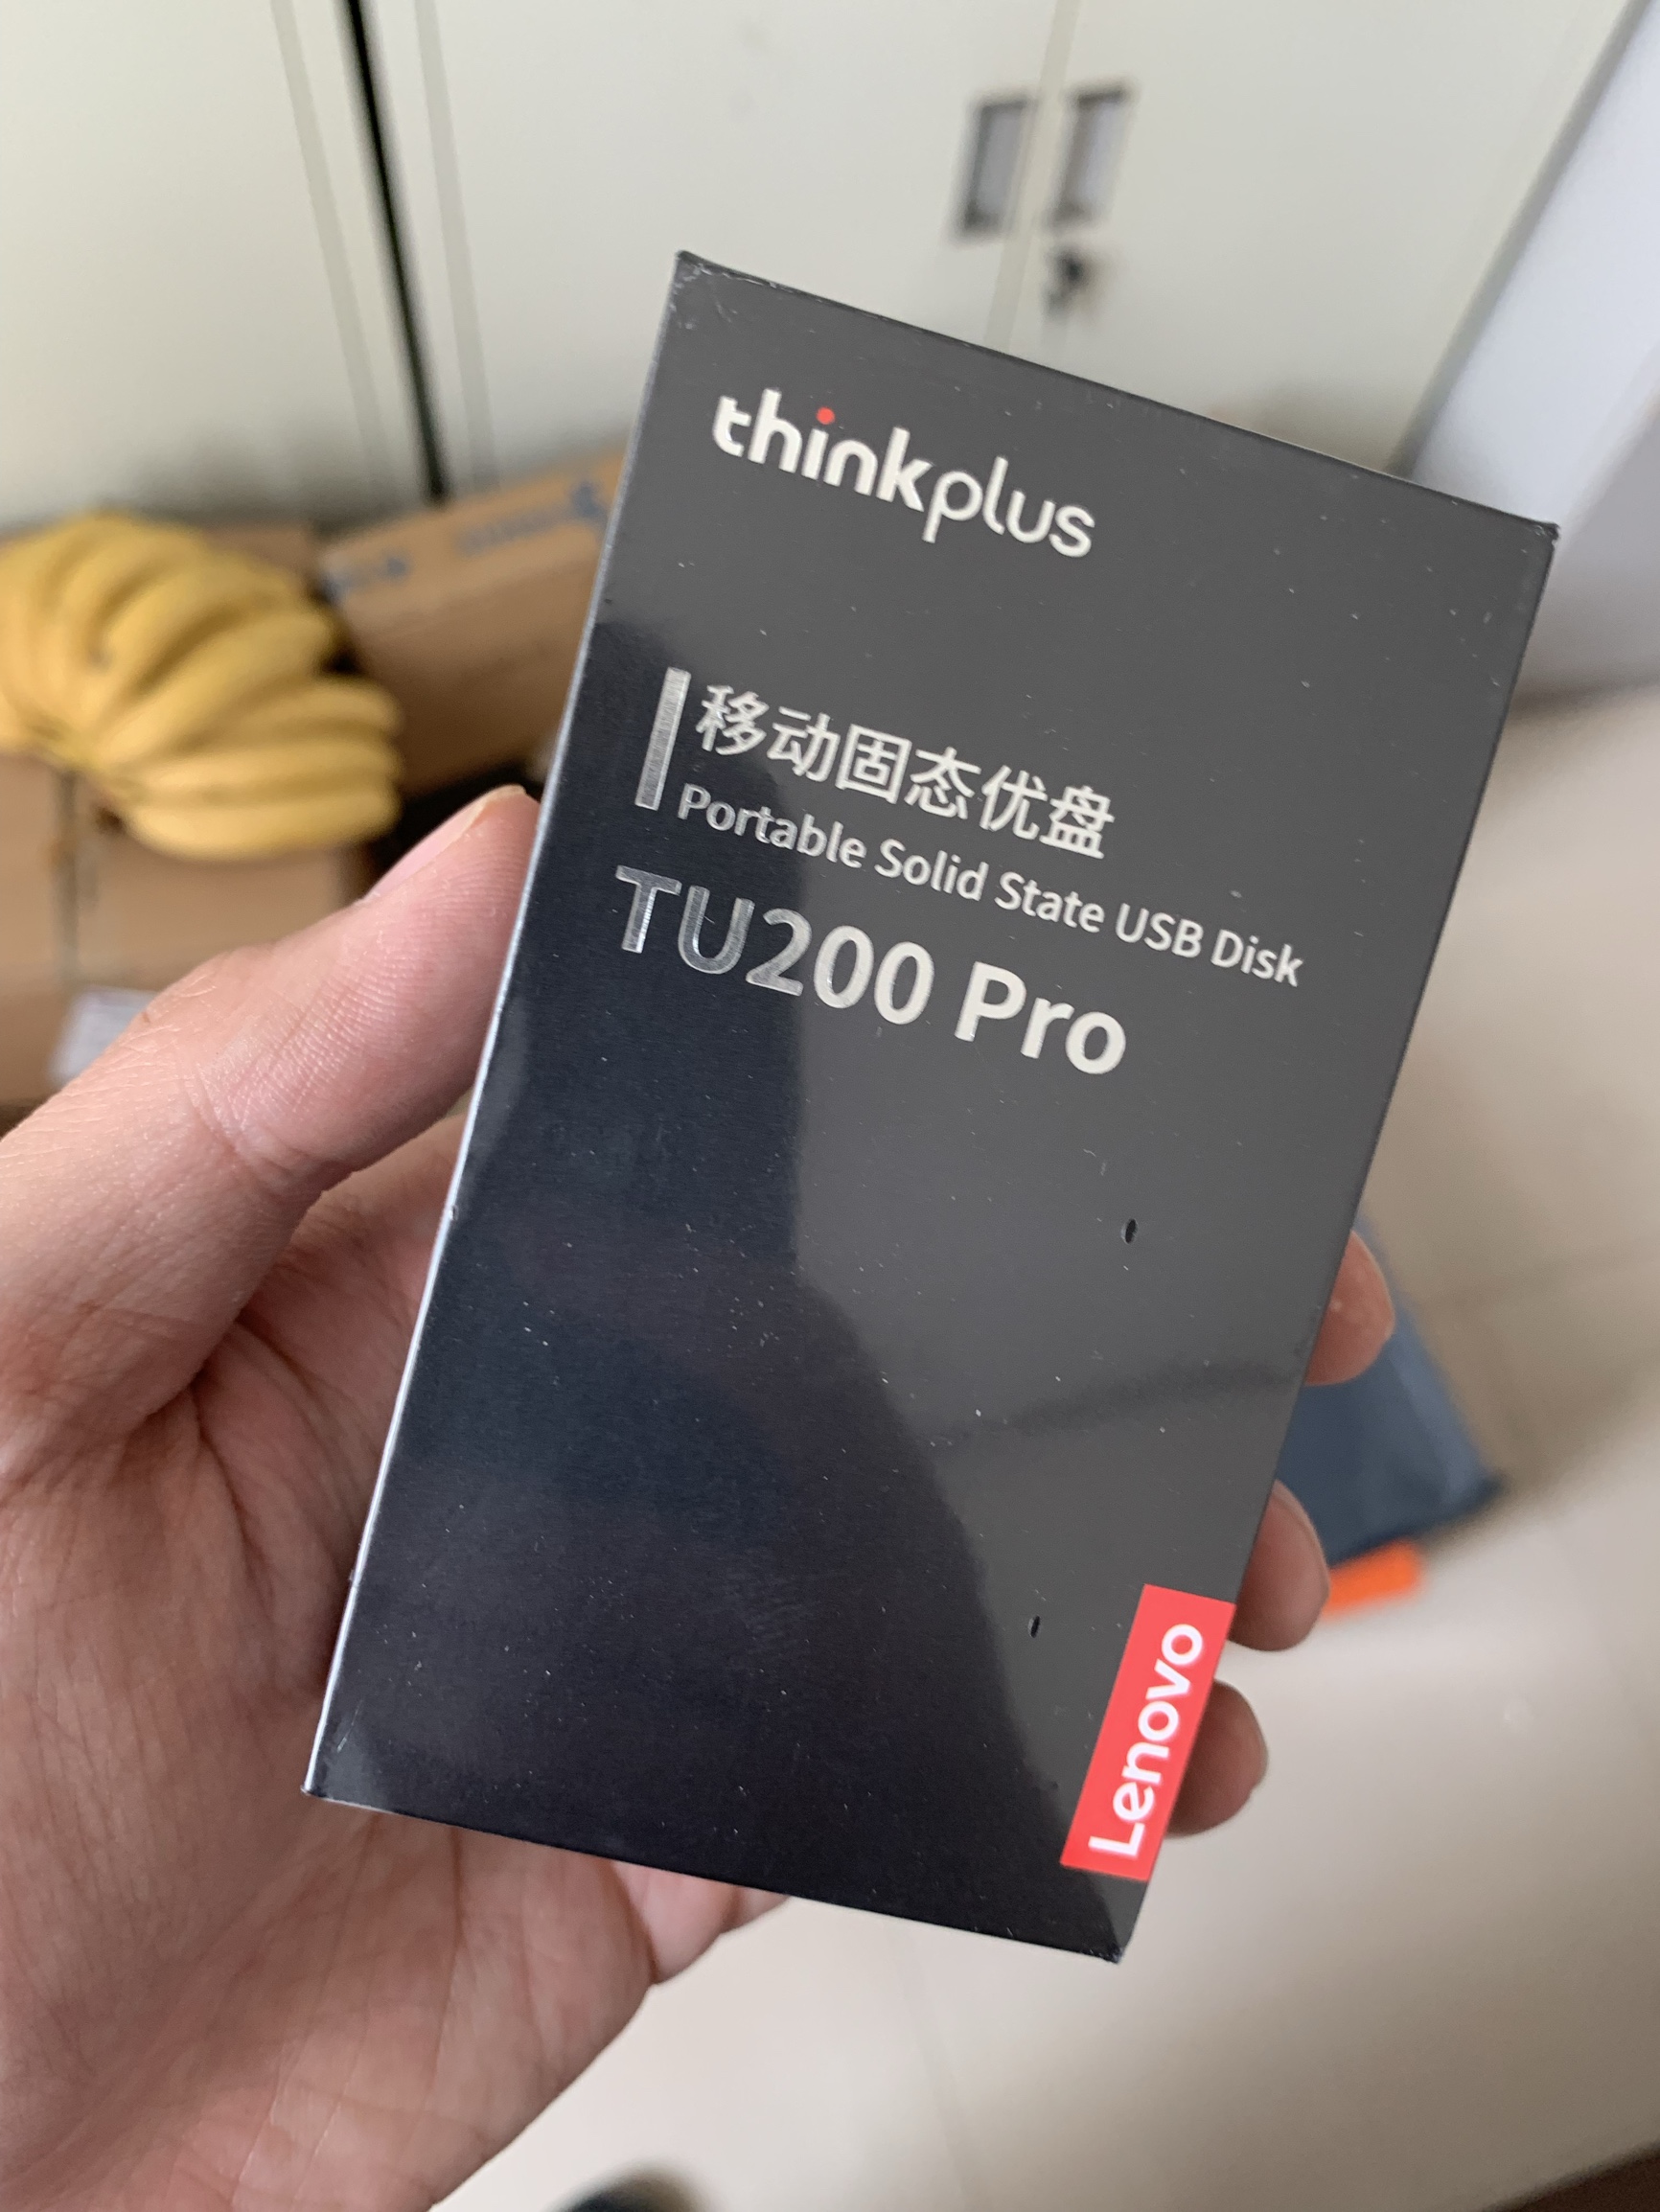 thinkplus
移动固态优盘
Portable Solid State USB Disk
TU200 Pro
Lenovo